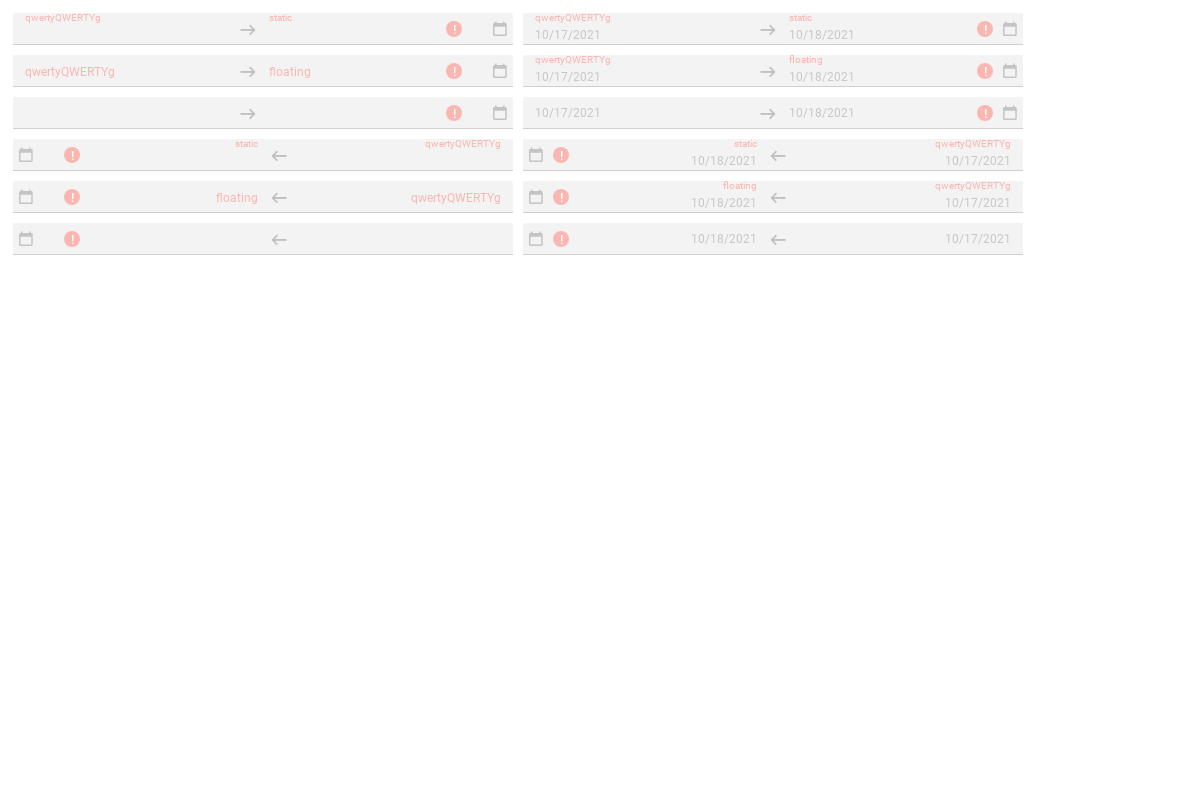 qwertyQWERTYg static qwertyQWERTYg static
10/17/2021 10/18/2021
qwertyQWERTYg floating qwertyQWERTYg floating
10/17/2021 10/18/2021
10/17/2021 10/18/2021
static qwertyQWERTYg static qwertyQWERTYg
10/18/2021 10/17/2021
floating qwertyQWERTYg floating qwertyQWERTYg
10/18/2021 10/17/2021
10/18/2021 10/17/2021